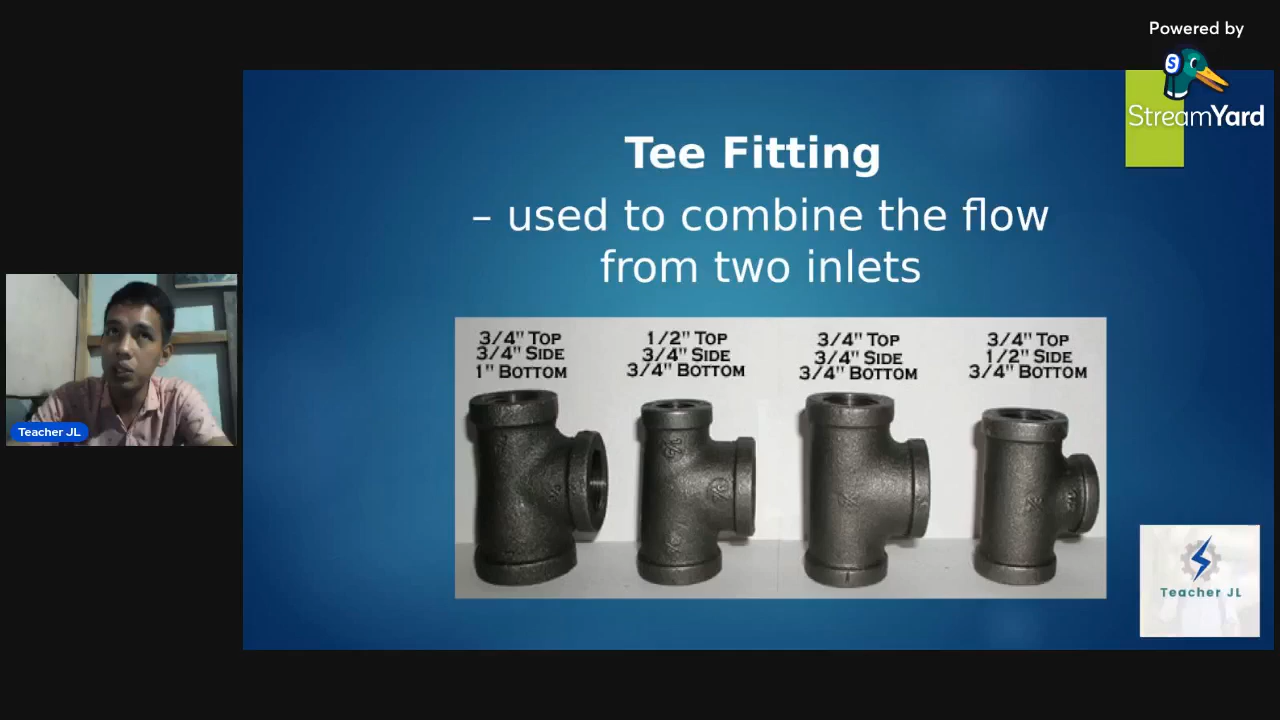 Powered by
StreamYard
Tee Fitting
– used to combine the flow
from two inlets
3/4" TOP
3/4" SIDE
1" BOTTOM
1/2" TOP
3/4" SIDE
3/4" BOTTOM
3/4" TOP
3/4" SIDE
3/4" BOTTOM
3/4" TOP
1/2" SIDE
3/4" BOTTOM
Teacher JL
Teacher JL